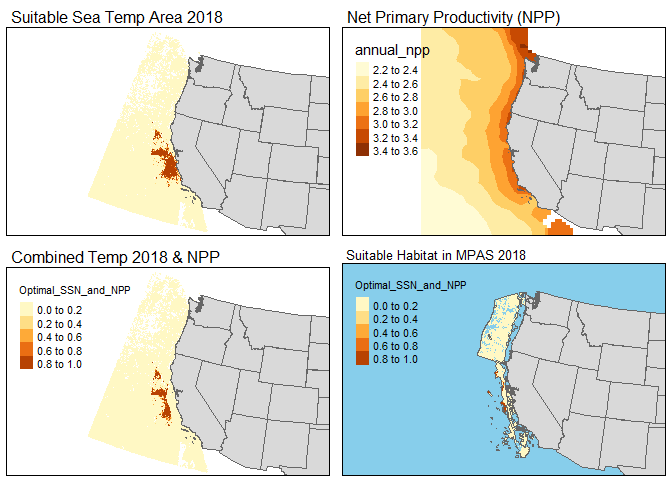 Suitable Sea Temp Area 2018
Net Primary Productivity (NPP)
annual_npp
2.2 to 2.4
2.4 to 2.6
2.6 to 2.8
2.8 to 3.0
3.0 to 3.2
3.2 to 3.4
3.4 to 3.6
Combined Temp 2018 & NPP
Optimal_SSN_and_NPP
0.0 to 0.2
0.2 to 0.4
0.4 to 0.6
0.6 to 0.8
0.8 to 1.0
Suitable Habitat in MPAS 2018
Optimal_SSN_and_NPP
0.0 to 0.2
0.2 to 0.4
0.4 to 0.6
0.6 to 0.8
0.8 to 1.0